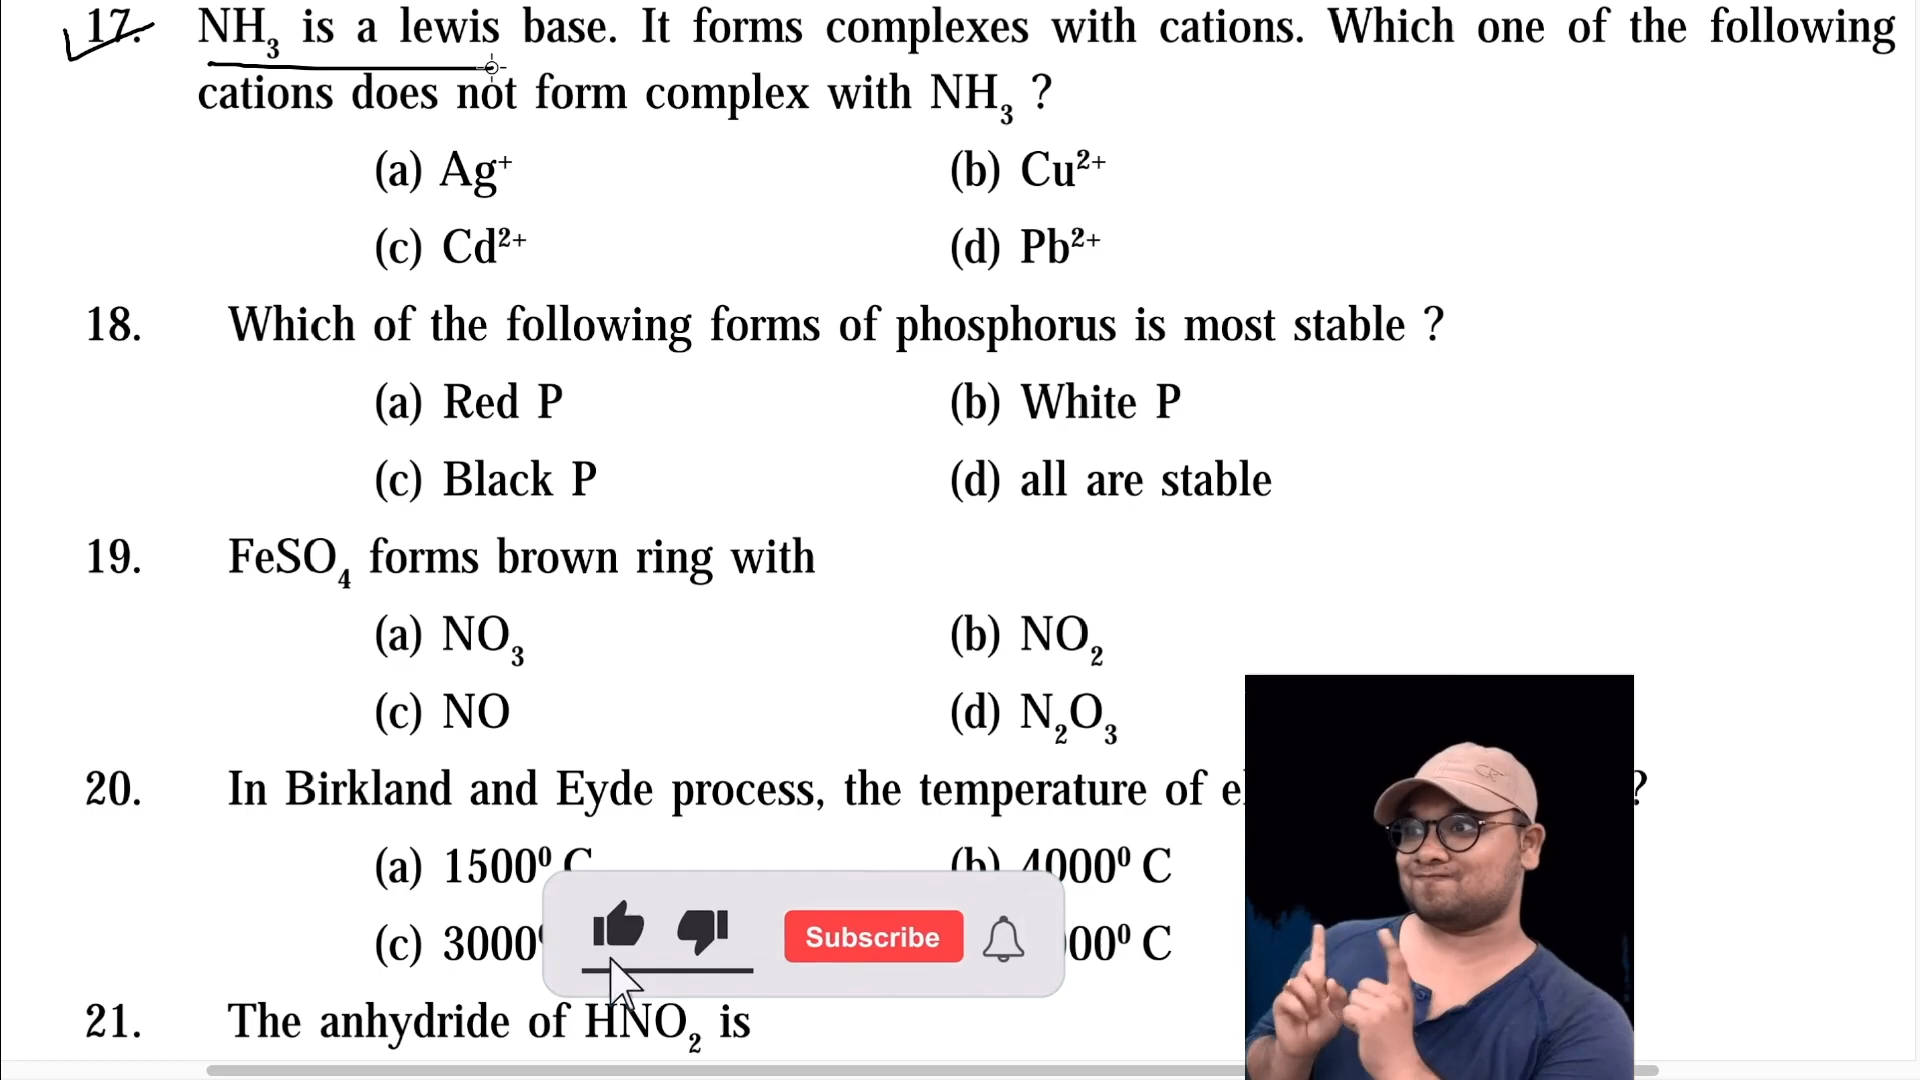 17. NH₃ is a lewis base. It forms complexes with cations. Which one of the following
cations does not form complex with NH₃ ?
(a) Ag⁺ (b) Cu²⁺
(c) Cd²⁺ (d) Pb²⁺
18. Which of the following forms of phosphorus is most stable ?
(a) Red P (b) White P
(c) Black P (d) all are stable
19. FeSO₄ forms brown ring with
(a) NO₃ (b) NO₂
(c) NO (d) N₂O₃
20. In Birkland and Eyde process, the temperature of ?
(a) 1500⁰ C (b) 4000⁰ C
(c) 3000 00⁰ C
Subscribe
21. The anhydride of HNO₂ is